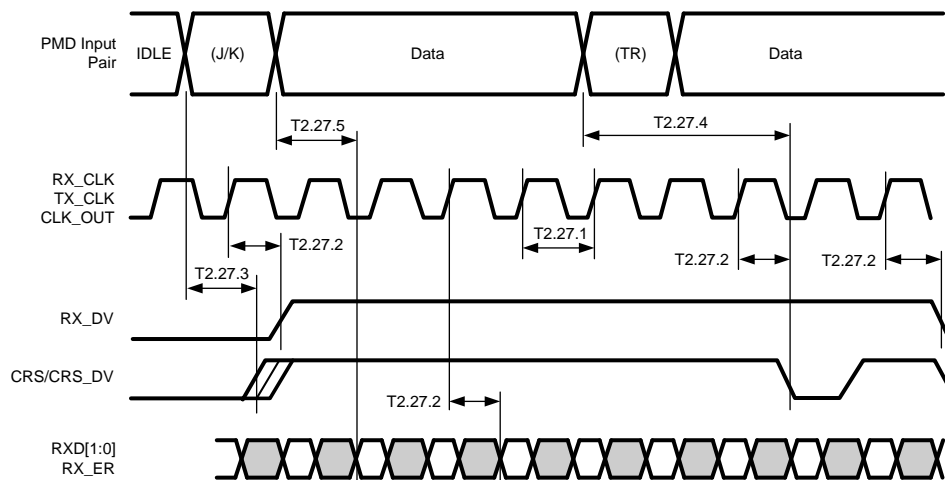 PMD Input
Pair
IDLE
(J/K)
Data
(TR)
Data
T2.27.5
T2.27.4
RX_CLK
TX_CLK
CLK_OUT
T2.27.2
T2.27.1
T2.27.2
T2.27.2
T2.27.3
RX_DV
CRS/CRS_DV
T2.27.2
RXD[1:0]
RX_ER